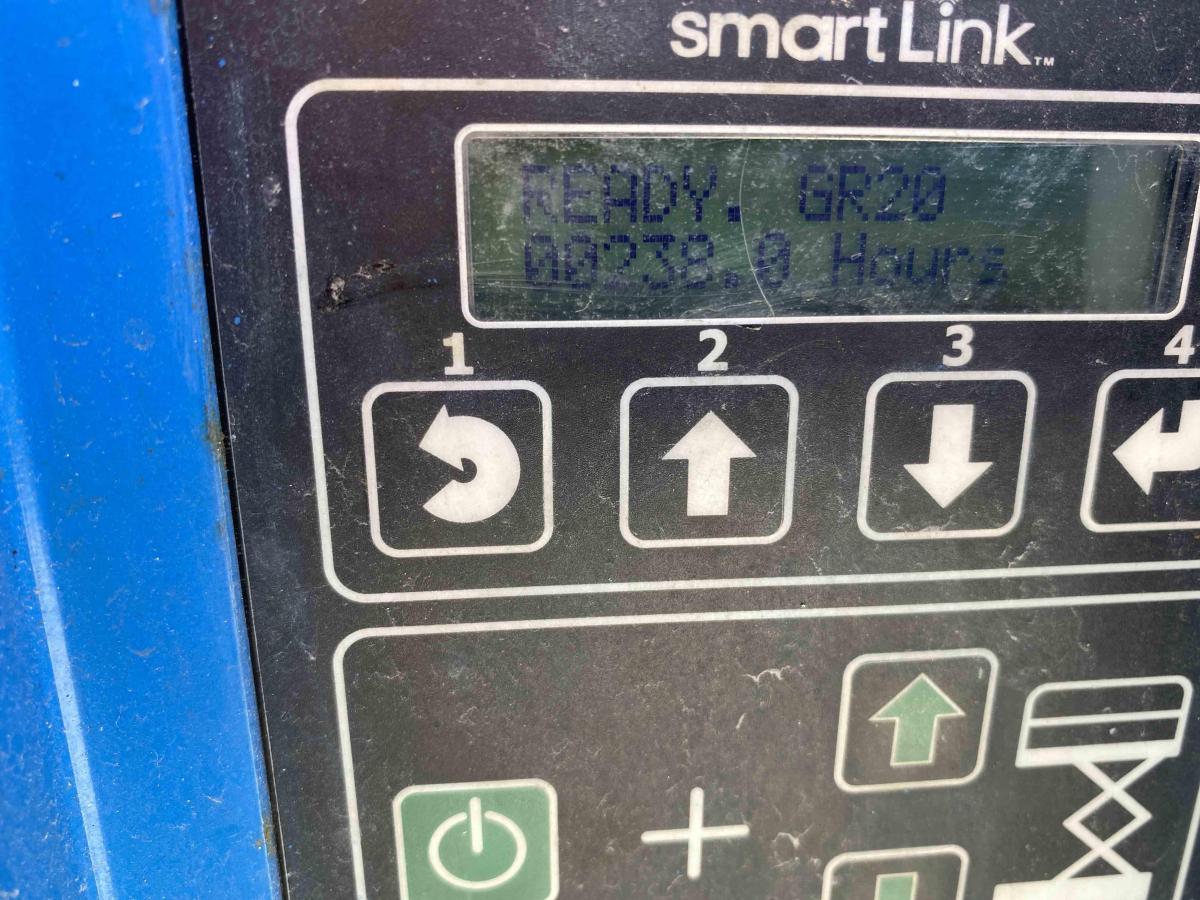 smartLink™
READY. GR20
00238.0 Hours
1 2 3 4